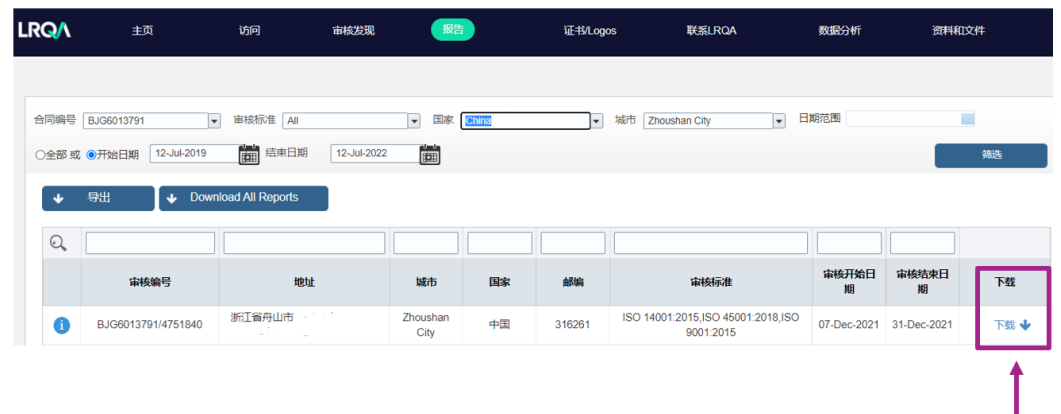 LRQA 主页 访问 审核发现 报告 证书/Logos 联系LRQA 数据分析 资料和文件
合同编号 BJG6013791 审核标准 All 国家 China 城市 Zhoushan City 日期范围
全部 或 开始日期 12-Jul-2019 结束日期 12-Jul-2022 筛选
导出 Download All Reports
审核编号 地址 城市 国家 邮编 审核标准 审核开始日期 审核结束日期 下载
BJG6013791/4751840 浙江省舟山市 Zhoushan City 中国 316261 ISO 14001:2015,ISO 45001:2018,ISO 9001:2015 07-Dec-2021 31-Dec-2021 下载